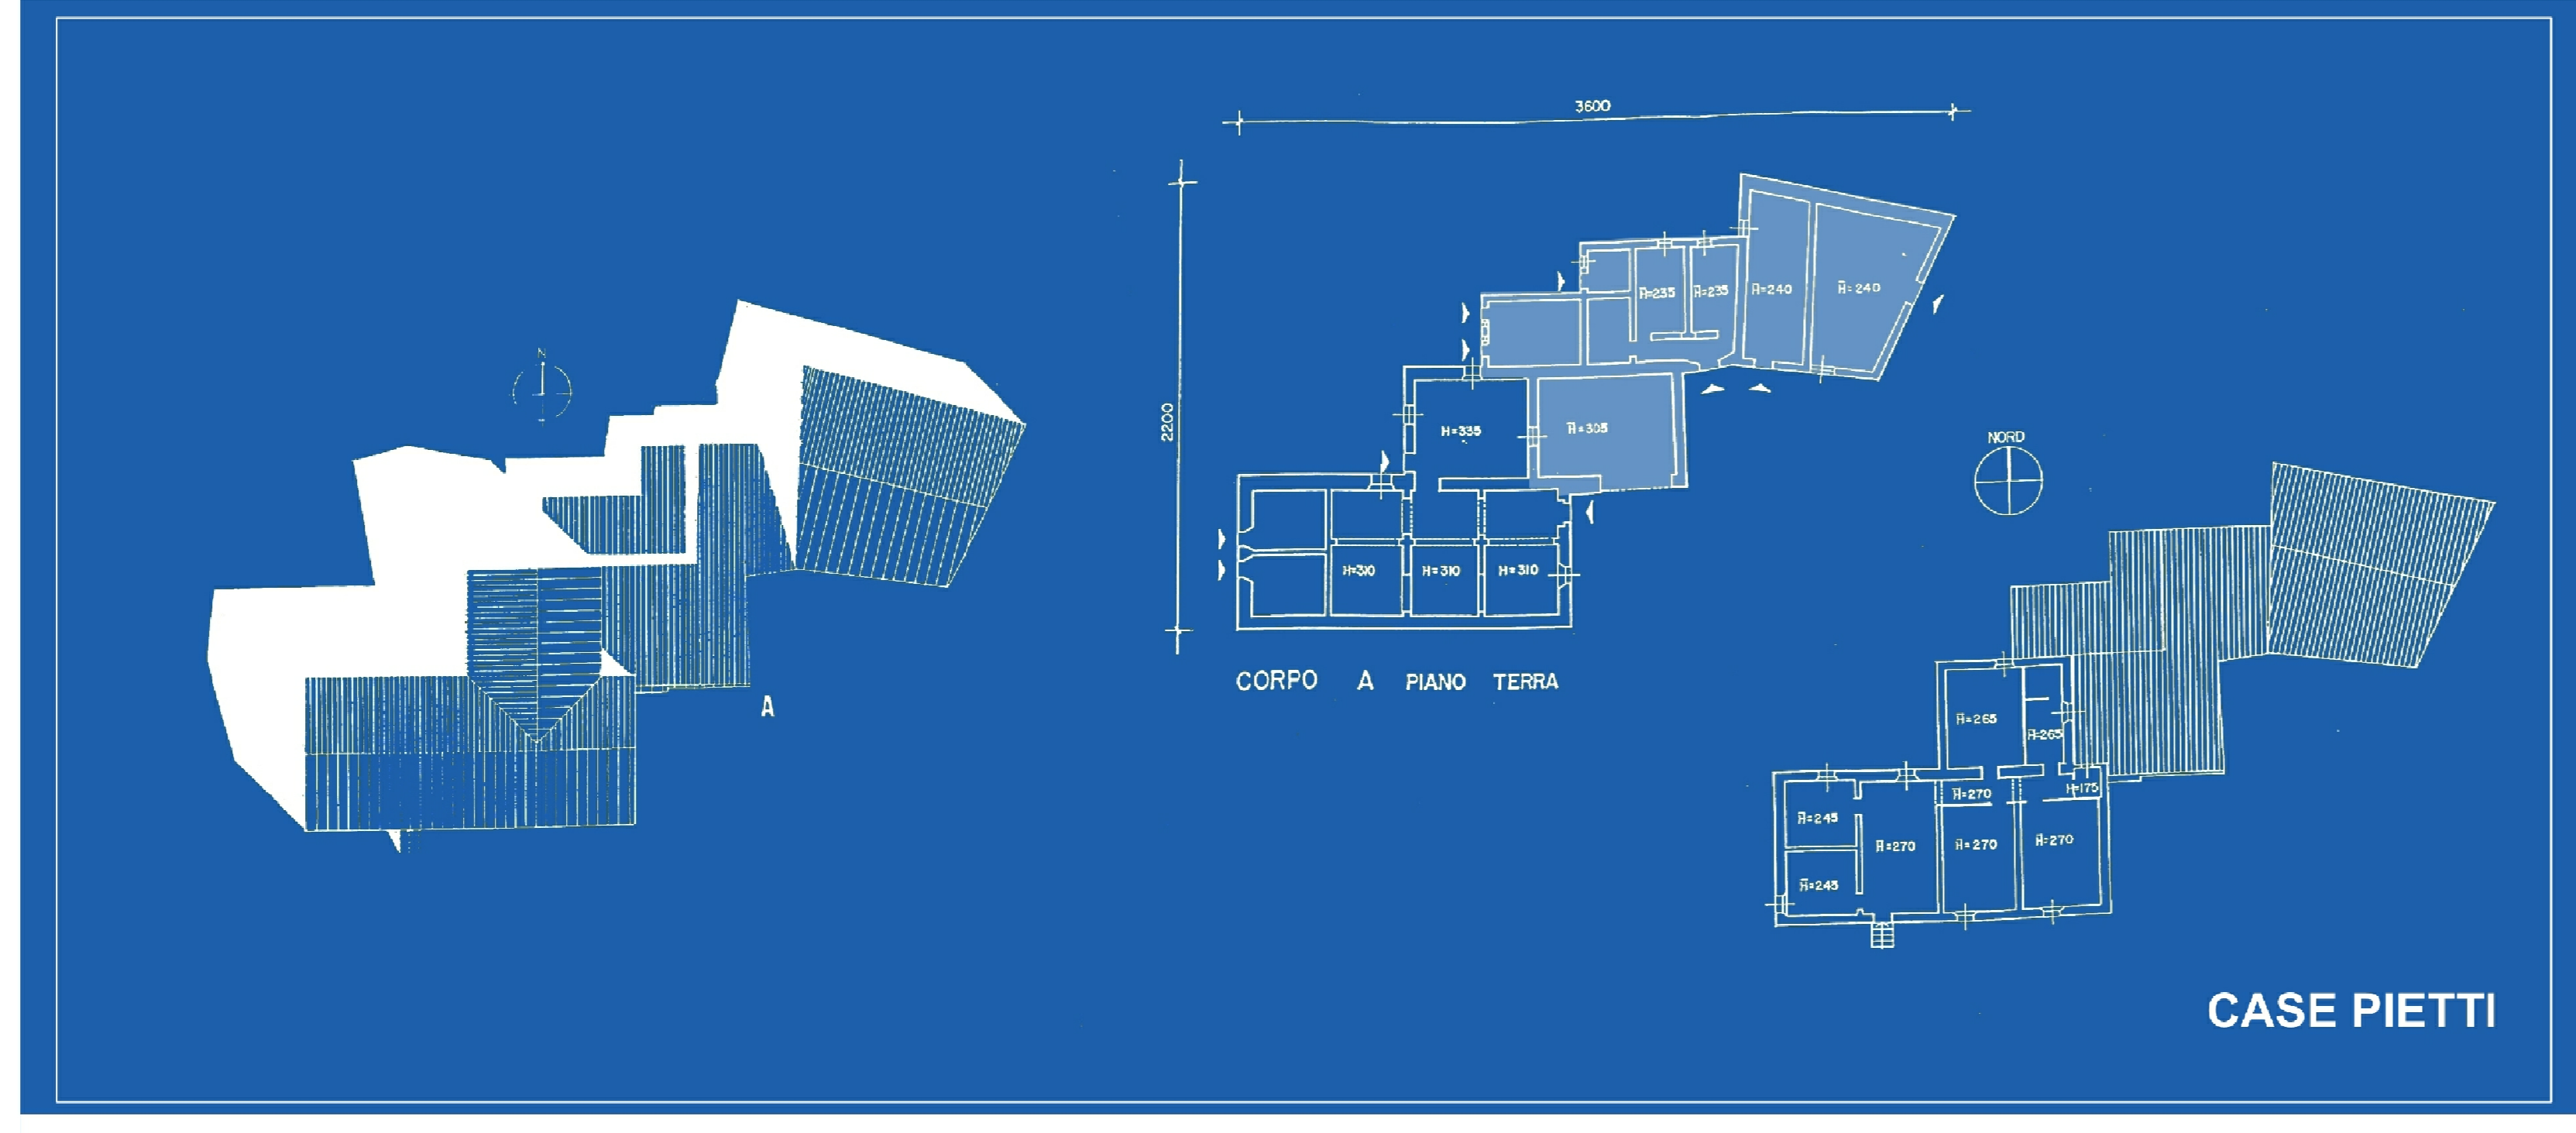 3600
2200
N
H=235
H=235
H=240
H=240
H=335
H=305
H=310
H=310
H=310
CORPO A PIANO TERRA
A
NORD
H=265
H=265
H=270
H=175
H=245
H=270
H=270
H=270
H=245
CASE PIETTI